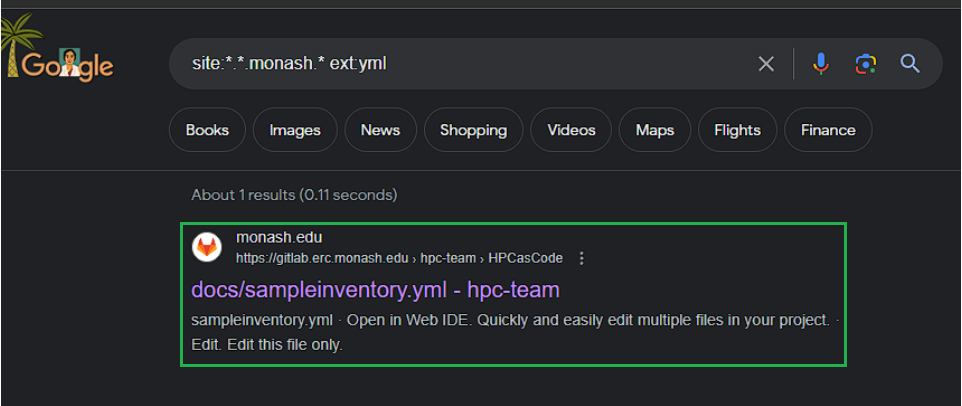 Google
site:*.*.monash.* ext:yml
Books Images News Shopping Videos Maps Flights Finance
About 1 results (0.11 seconds)
monash.edu
https://gitlab.erc.monash.edu › hpc-team › HPCasCode
docs/sampleinventory.yml - hpc-team
sampleinventory.yml · Open in Web IDE. Quickly and easily edit multiple files in your project. ·
Edit. Edit this file only.